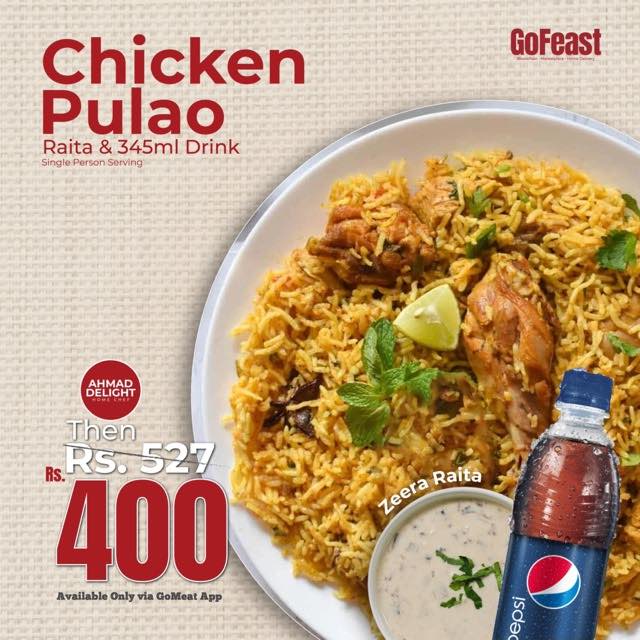 Chicken
Pulao
Raita & 345ml Drink
Single Person Serving
GoFeast
AHMAD
DELIGHT
HOME CHEF
Then
Rs. 527
Rs.
400
Available Only via GoMeat App
Zeera Raita
pepsi